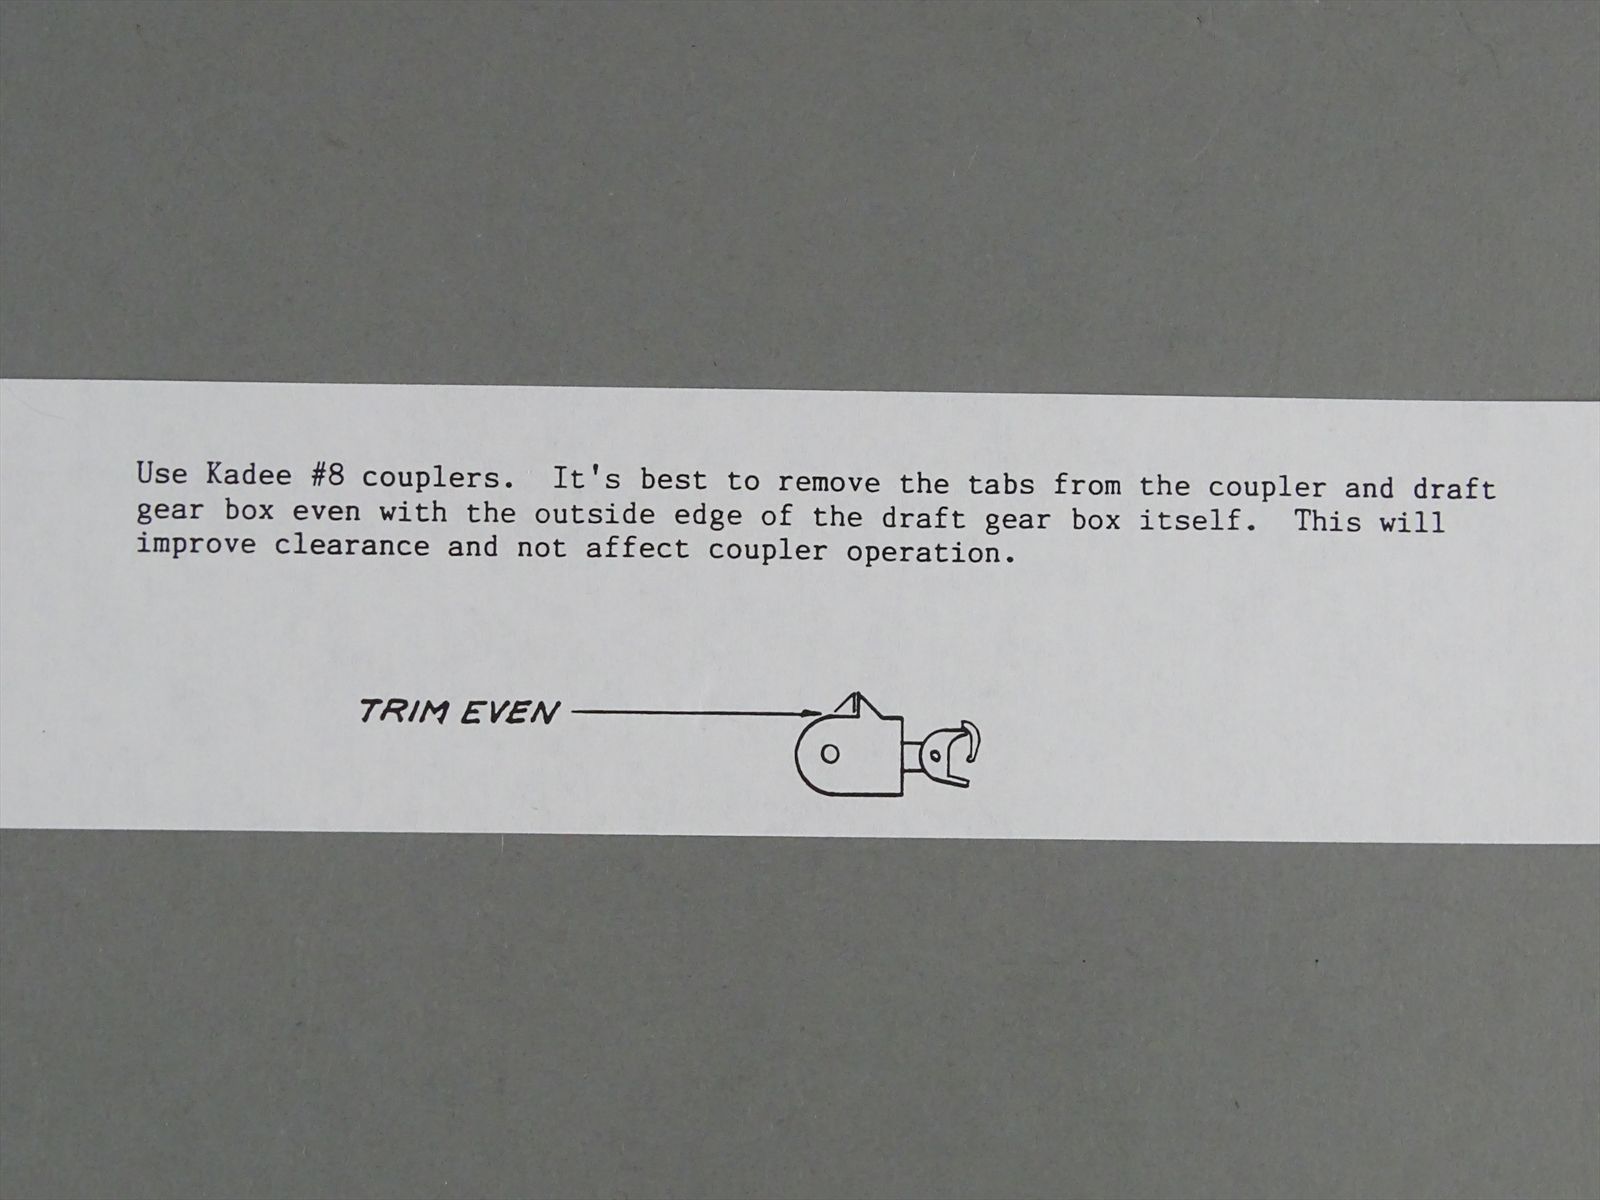 Use Kadee #8 couplers.  It's best to remove the tabs from the coupler and draft
gear box even with the outside edge of the draft gear box itself.  This will
improve clearance and not affect coupler operation.
TRIM EVEN